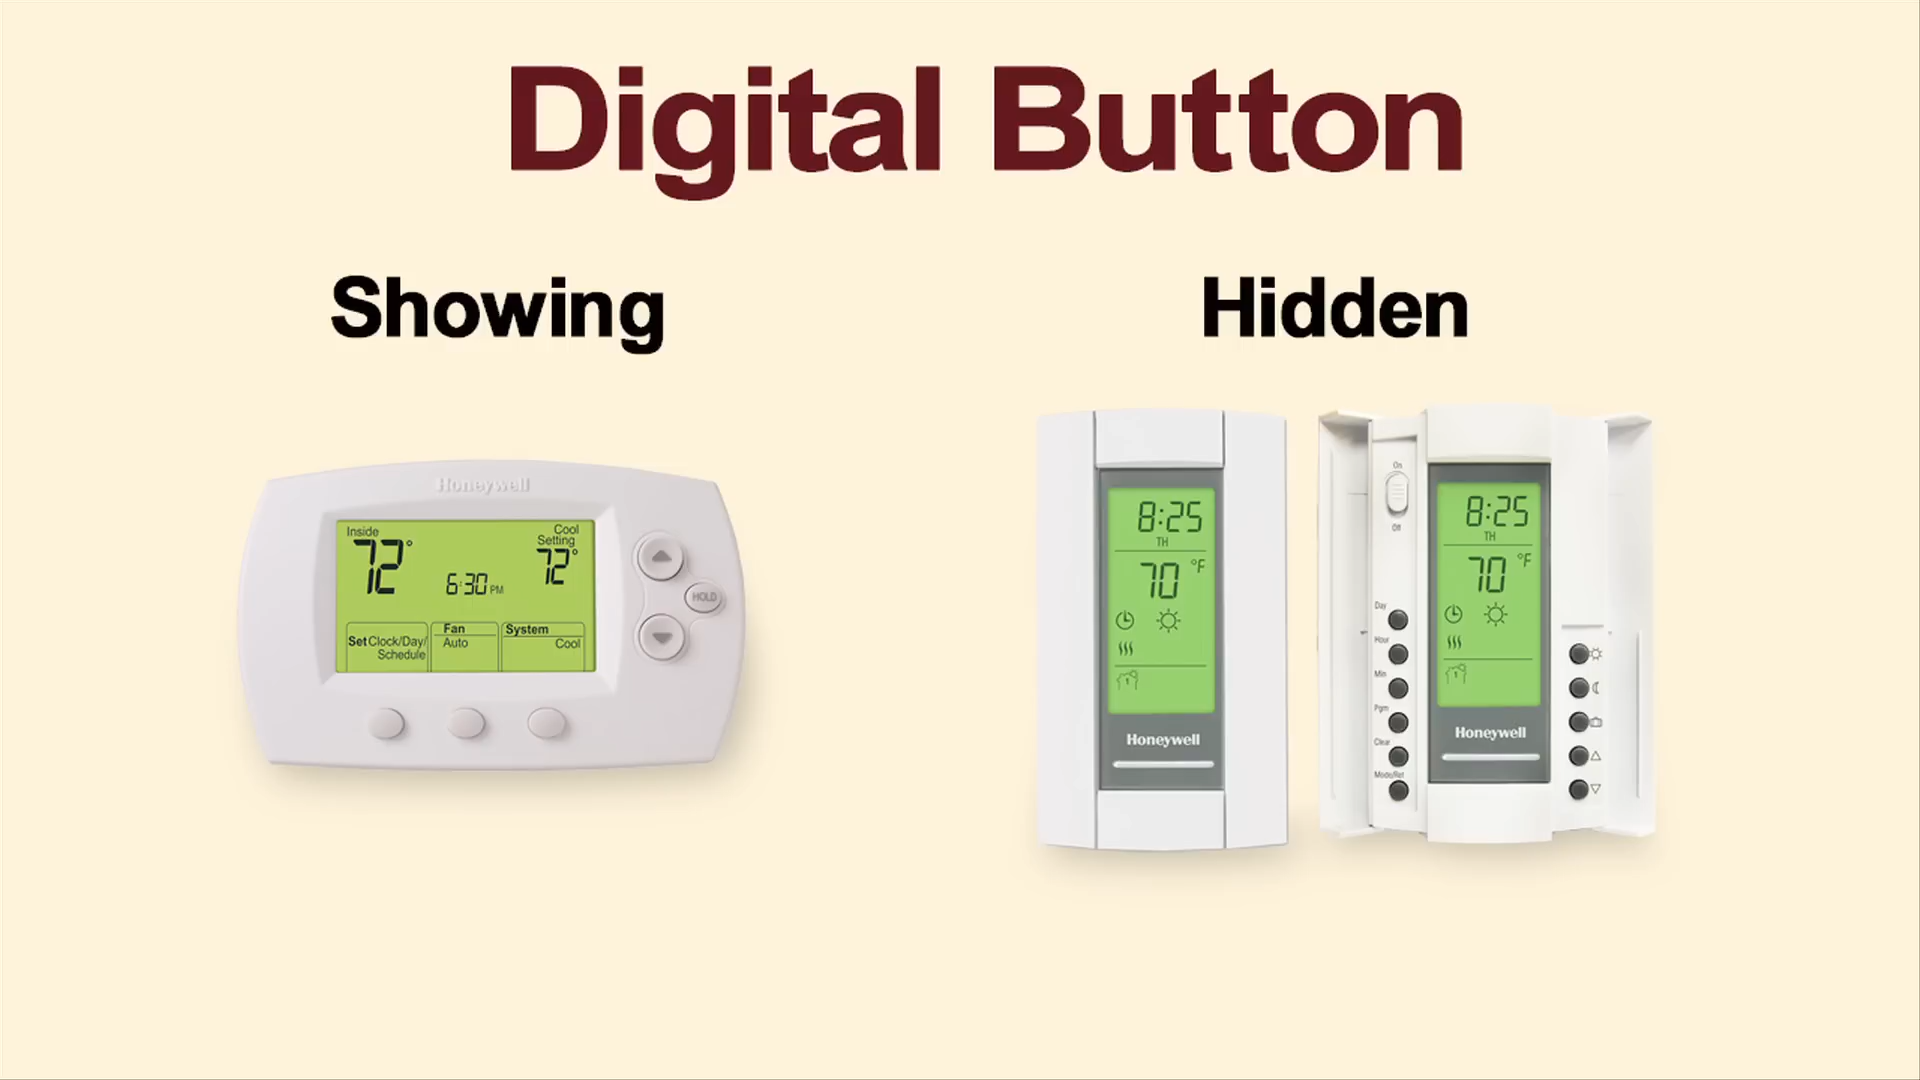 Digital Button
Showing
Hidden
Honeywell
Inside
72°
Cool
Setting
72°
6:30 PM
Set Clock/Day/
Schedule
Fan
Auto
System
Cool
HOLD
8:25
TH
70 °F
1
Honeywell
On
Off
8:25
TH
70 °F
1
Day
Hour
Min
Pgm
Clear
Mode/Ret
Honeywell